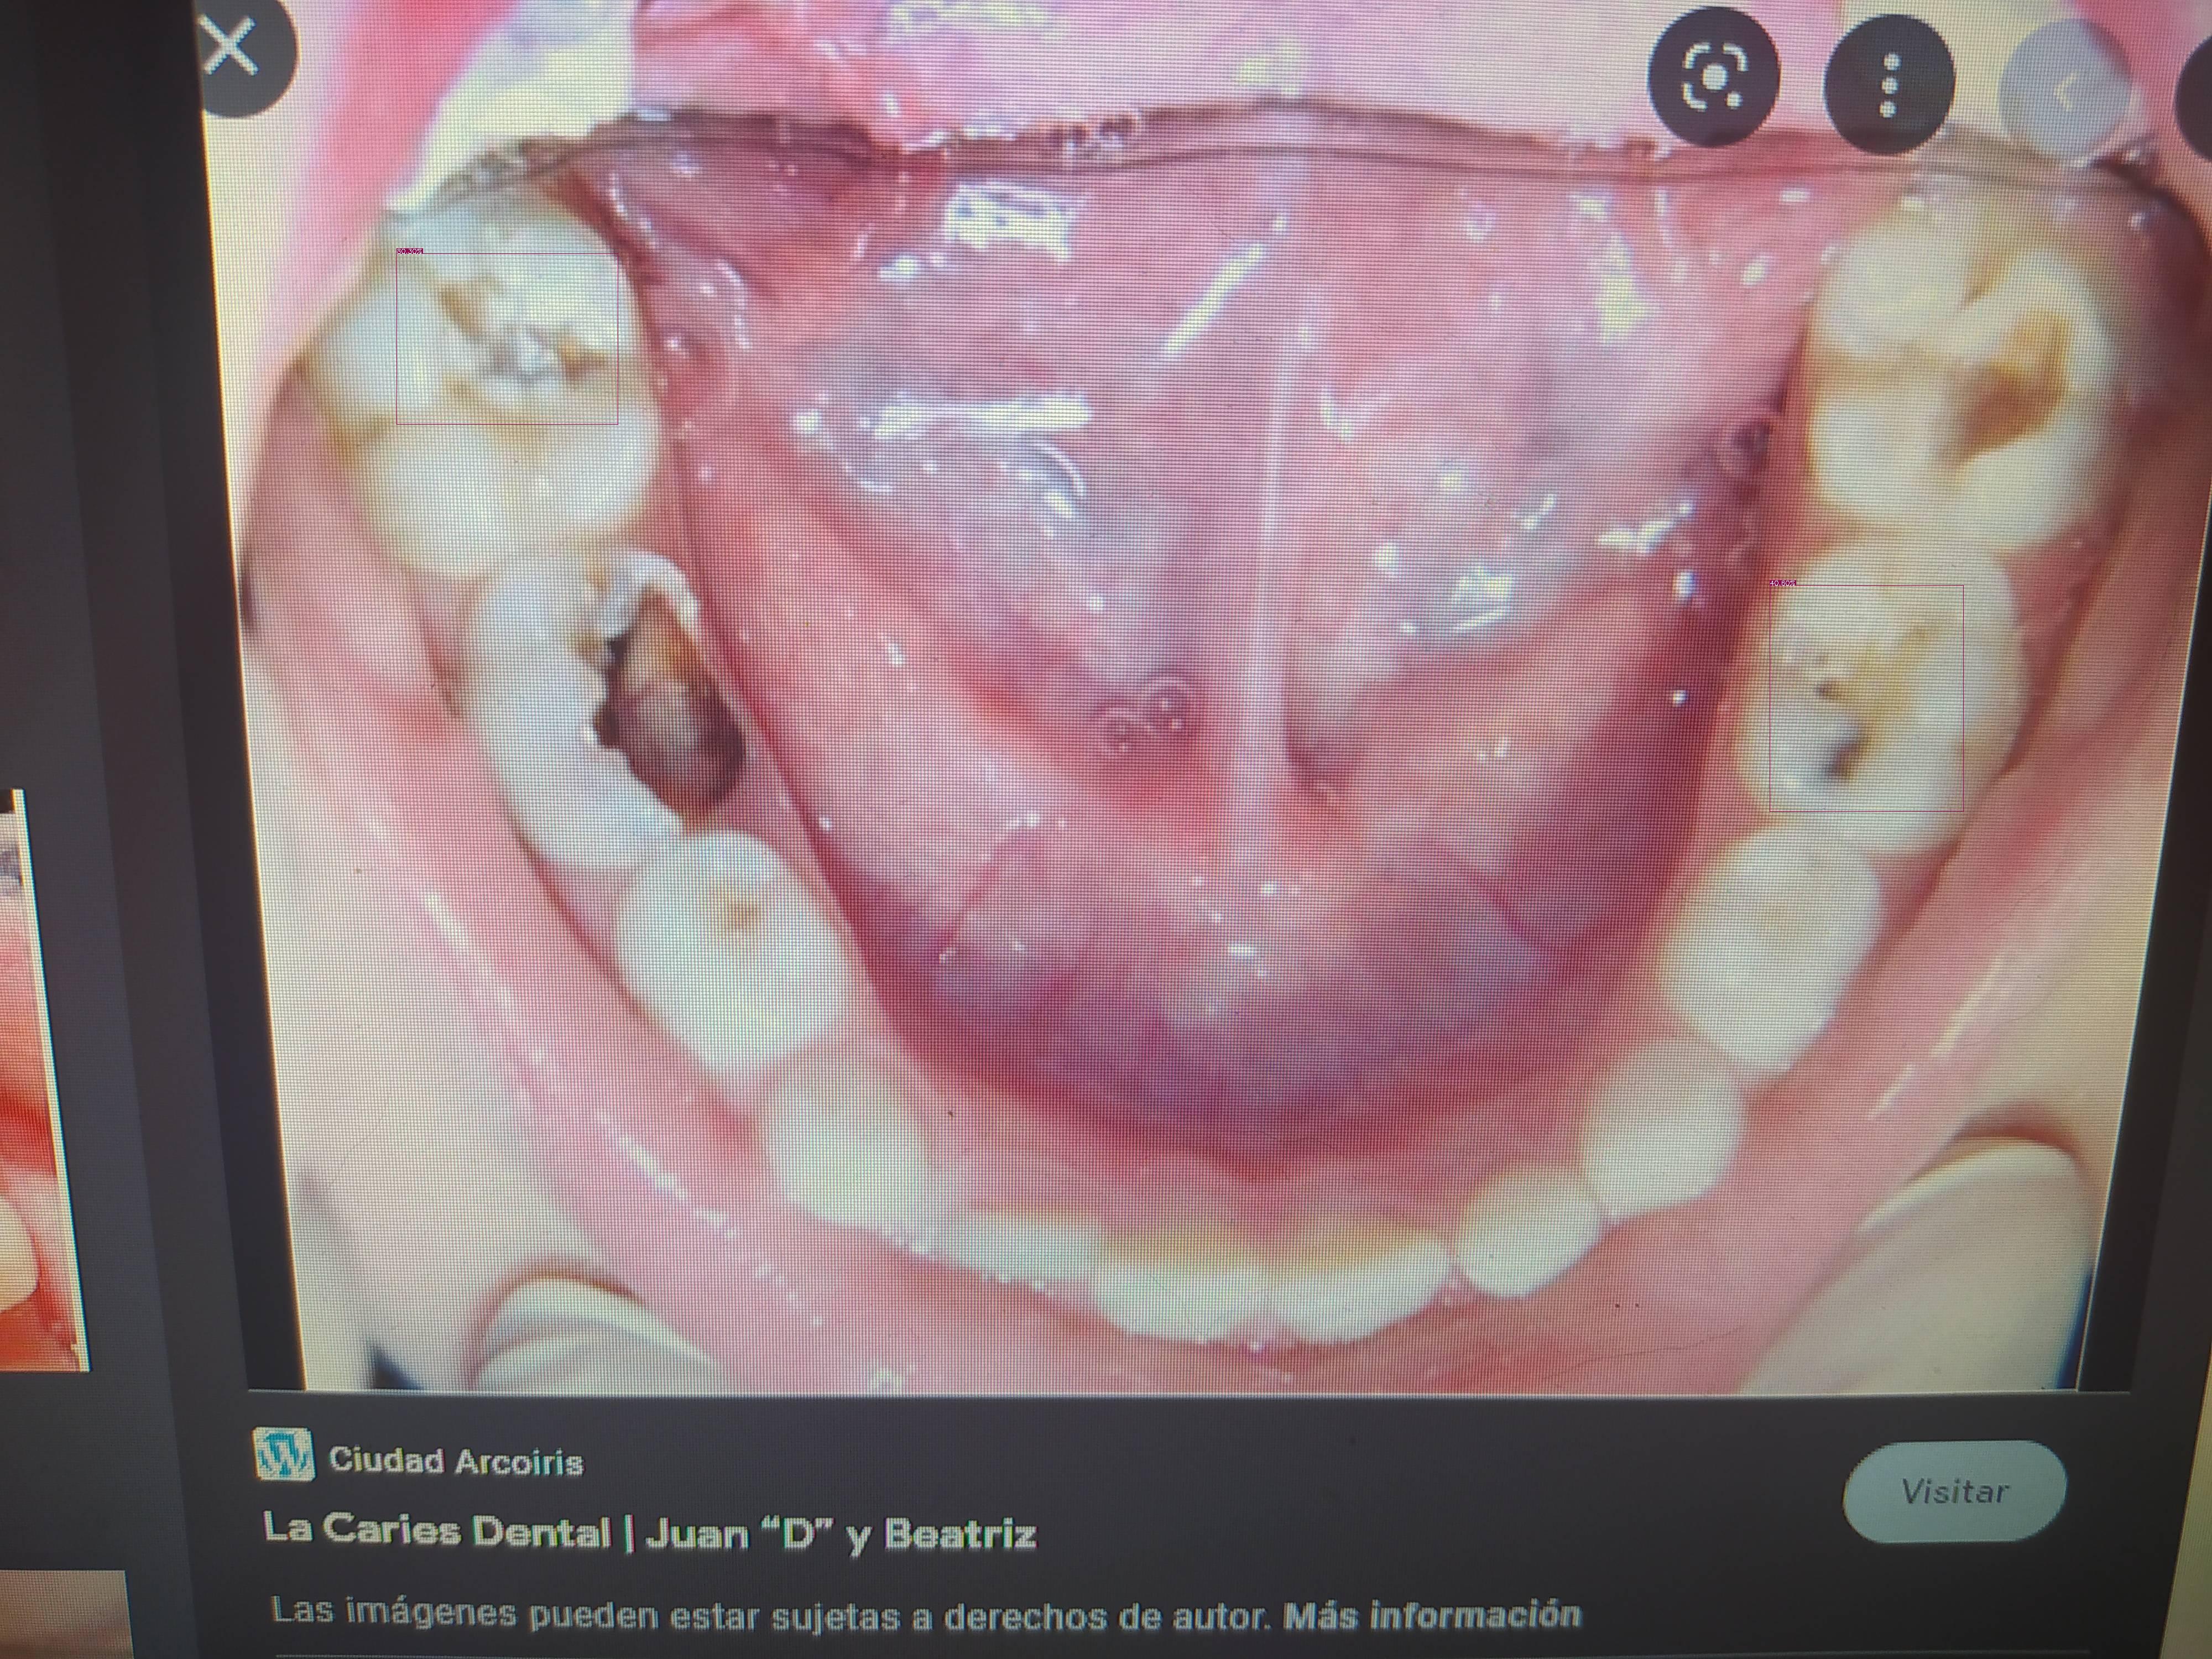 Ciudad Arcoiris
Visitar
La Caries Dental | Juan “D” y Beatriz
Las imágenes pueden estar sujetas a derechos de autor. Más información